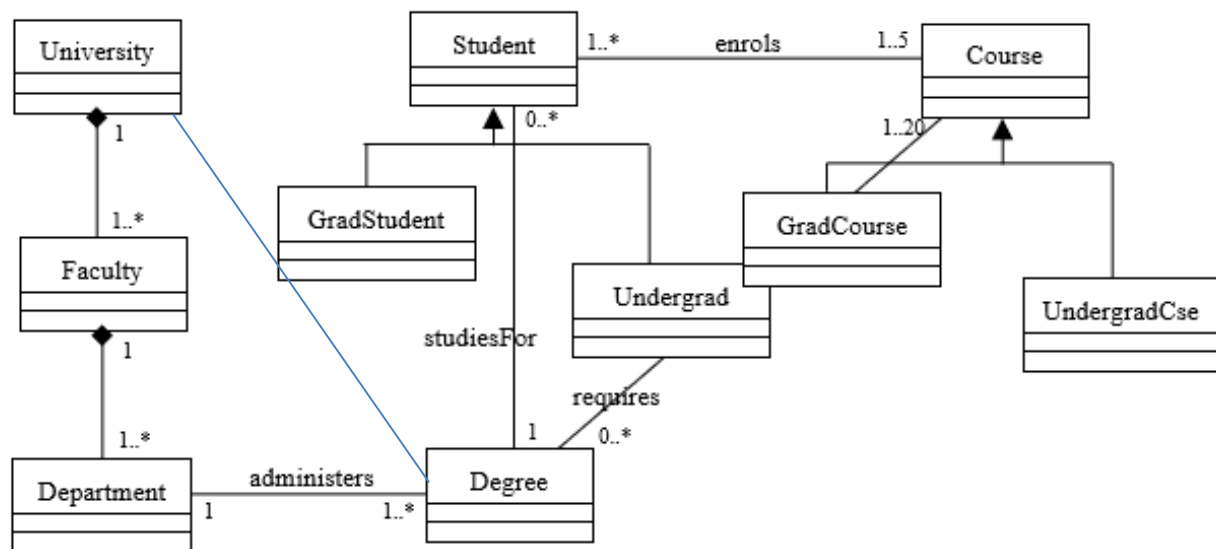 University
Student
1..*
enrols
1..5
Course
1
0..*
1..20
1..*
GradStudent
GradCourse
Faculty
Undergrad
UndergradCse
1
studiesFor
requires
1..*
1
0..*
Department
administers
Degree
1
1..*